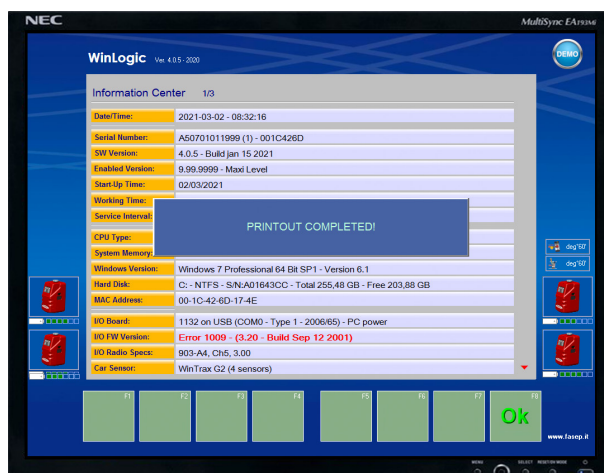 NEC MultiSync EA193Mi
WinLogic Ver. 4.0.5 - 2020
DEMO
Information Center 1/3
Date/Time: 2021-03-02 - 08:32:16
Serial Number: A50701011999 (1) - 001C426D
SW Version: 4.0.5 - Build jan 15 2021
Enabled Version: 9.99.9999 - Maxi Level
Start-Up Time: 02/03/2021
Working Time:
Service Interval:
PRINTOUT COMPLETED!
CPU Type:
System Memory:
Windows Version: Windows 7 Professional 64 Bit SP1 - Version 6.1
Hard Disk: C: - NTFS - S/N:A01643CC - Total 255,48 GB - Free 203,88 GB
MAC Address: 00-1C-42-6D-17-4E
I/O Board: 1132 on USB (COM0 - Type 1 - 2006/65) - PC power
I/O FW Version: Error 1009 - (3.20 - Build Sep 12 2001)
I/O Radio Specs: 903-A4, Ch5, 3.00
Car Sensor: WinTrax G2 (4 sensors)
deg°60'
deg°60'
F1 F2 F3 F4 F5 F6 F7 F8
Ok
www.fasep.it
MENU SELECT RESET/DV MODE